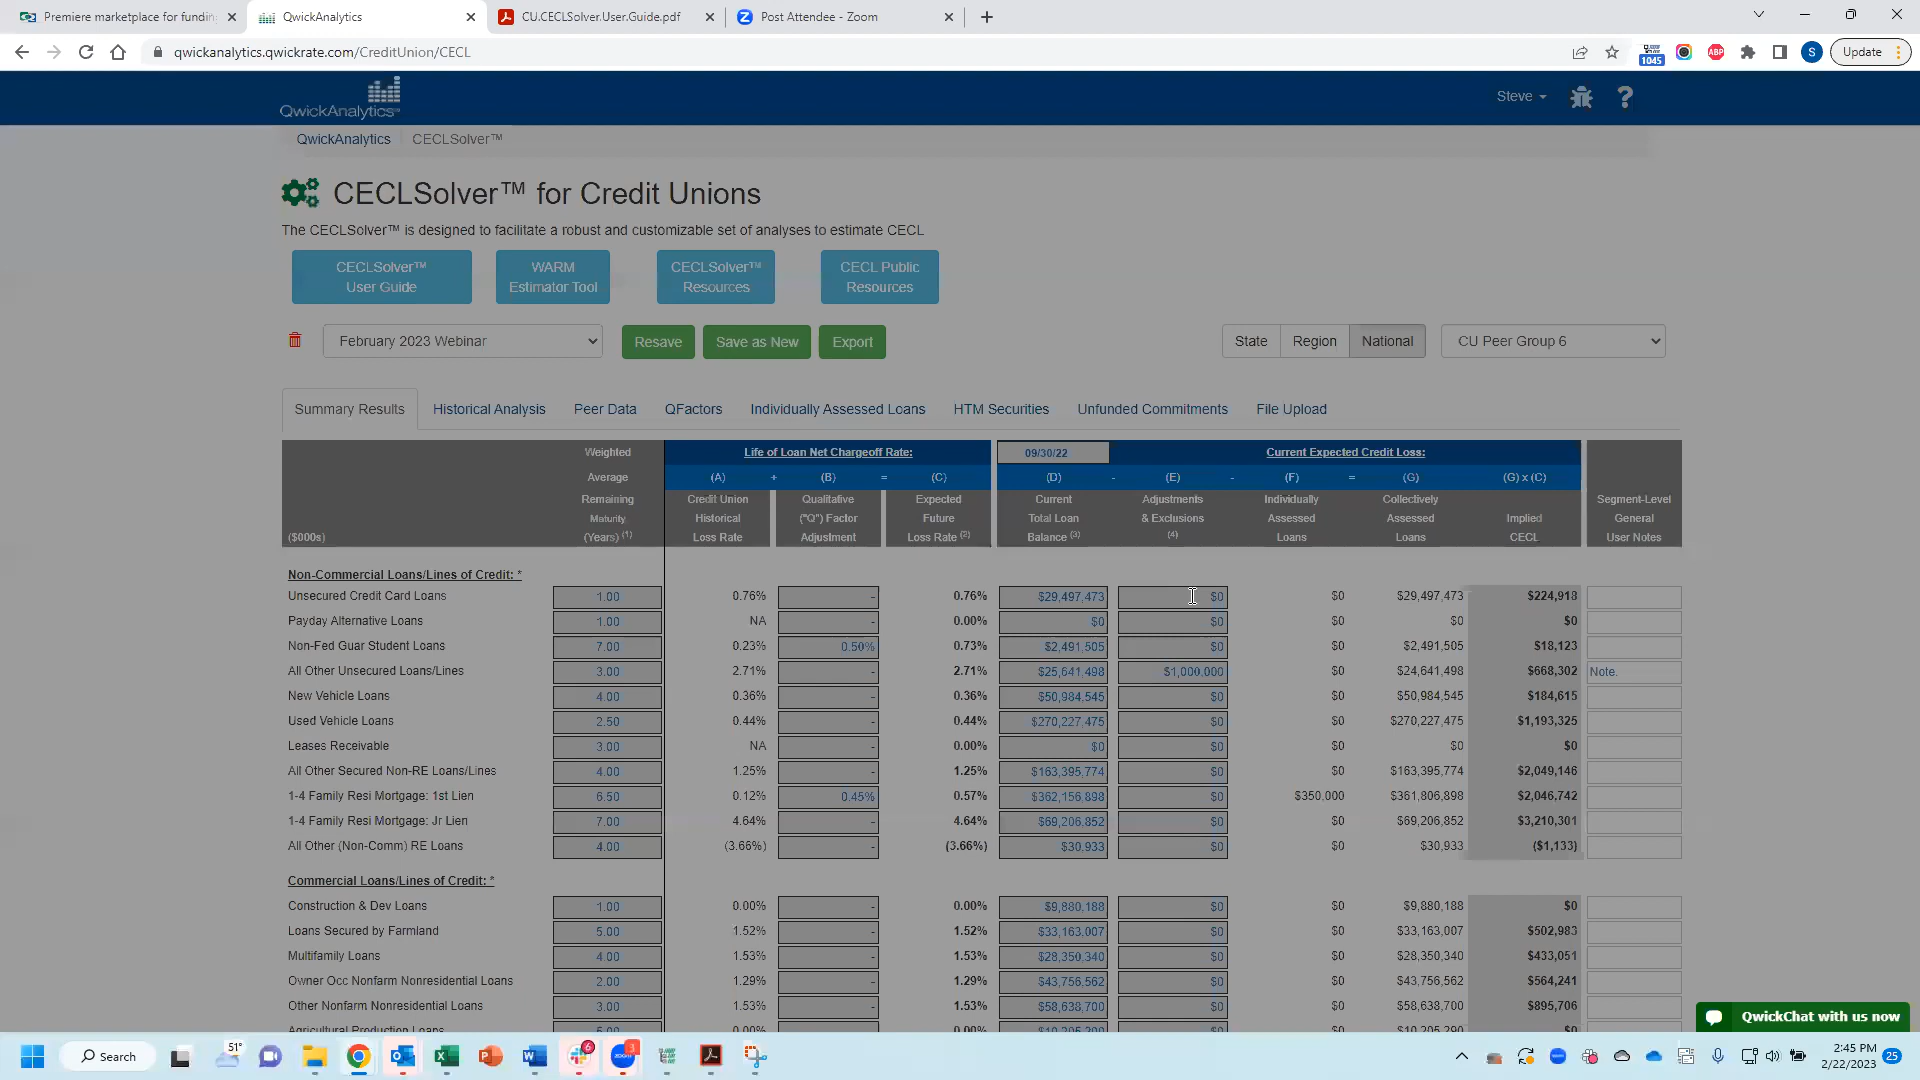 Premiere marketplace for fundin
QwickAnalytics
CU.CECLSolver.User.Guide.pdf
Post Attendee - Zoom
qwickanalytics.qwickrate.com/CreditUnion/CECL
1045
ABP
S
Update
QwickAnalytics
Steve
?
QwickAnalytics
CECLSolver™
CECLSolver™ for Credit Unions
The CECLSolver™ is designed to facilitate a robust and customizable set of analyses to estimate CECL
CECLSolver™ User Guide
WARM Estimator Tool
CECLSolver™ Resources
CECL Public Resources
February 2023 Webinar
Resave
Save as New
Export
State
Region
National
CU Peer Group 6
Summary Results
Historical Analysis
Peer Data
QFactors
Individually Assessed Loans
HTM Securities
Unfunded Commitments
File Upload
Weighted Life of Loan Net Chargeoff Rate: 09/30/22 Current Expected Credit Loss:
Average (A) + (B) = (C) (D) - (E) - (F) = (G) (G) x (C)
Remaining Credit Union Qualitative Expected Current Adjustments Individually Collectively Segment-Level
Maturity Historical ("Q") Factor Future Total Loan & Exclusions Assessed Assessed Implied General
($000s) (Years) (1) Loss Rate Adjustment Loss Rate (2) Balance (3) (4) Loans Loans CECL User Notes
Non-Commercial Loans/Lines of Credit: *
Unsecured Credit Card Loans 1.00 0.76% - 0.76% $29,497,473 $0 $0 $29,497,473 $224,918
Payday Alternative Loans 1.00 NA - 0.00% $0 $0 $0 $0 $0
Non-Fed Guar Student Loans 7.00 0.23% 0.50% 0.73% $2,491,505 $0 $0 $2,491,505 $18,123
All Other Unsecured Loans/Lines 3.00 2.71% - 2.71% $25,641,498 $1,000,000 $0 $24,641,498 $668,302 Note.
New Vehicle Loans 4.00 0.36% - 0.36% $50,984,545 $0 $0 $50,984,545 $184,615
Used Vehicle Loans 2.50 0.44% - 0.44% $270,227,475 $0 $0 $270,227,475 $1,193,325
Leases Receivable 3.00 NA - 0.00% $0 $0 $0 $0 $0
All Other Secured Non-RE Loans/Lines 4.00 1.25% - 1.25% $163,395,774 $0 $0 $163,395,774 $2,049,146
1-4 Family Resi Mortgage: 1st Lien 6.50 0.12% 0.45% 0.57% $362,156,898 $0 $350,000 $361,806,898 $2,046,742
1-4 Family Resi Mortgage: Jr Lien 7.00 4.64% - 4.64% $69,206,852 $0 $0 $69,206,852 $3,210,301
All Other (Non-Comm) RE Loans 4.00 (3.66%) - (3.66%) $30,933 $0 $0 $30,933 ($1,133)
Commercial Loans/Lines of Credit: *
Construction & Dev Loans 1.00 0.00% - 0.00% $9,880,188 $0 $0 $9,880,188 $0
Loans Secured by Farmland 5.00 1.52% - 1.52% $33,163,007 $0 $0 $33,163,007 $502,983
Multifamily Loans 4.00 1.53% - 1.53% $28,350,340 $0 $0 $28,350,340 $433,051
Owner Occ Nonfarm Nonresidential Loans 2.00 1.29% - 1.29% $43,756,562 $0 $0 $43,756,562 $564,241
Other Nonfarm Nonresidential Loans 3.00 1.53% - 1.53% $58,638,700 $0 $0 $58,638,700 $895,706
Agricultural Production Loans 5.00 0.00% - 0.00% $10,205,290 $0 $0 $10,205,290 $0
QwickChat with us now
51°
Search
6
3
2:45 PM
2/22/2023
25